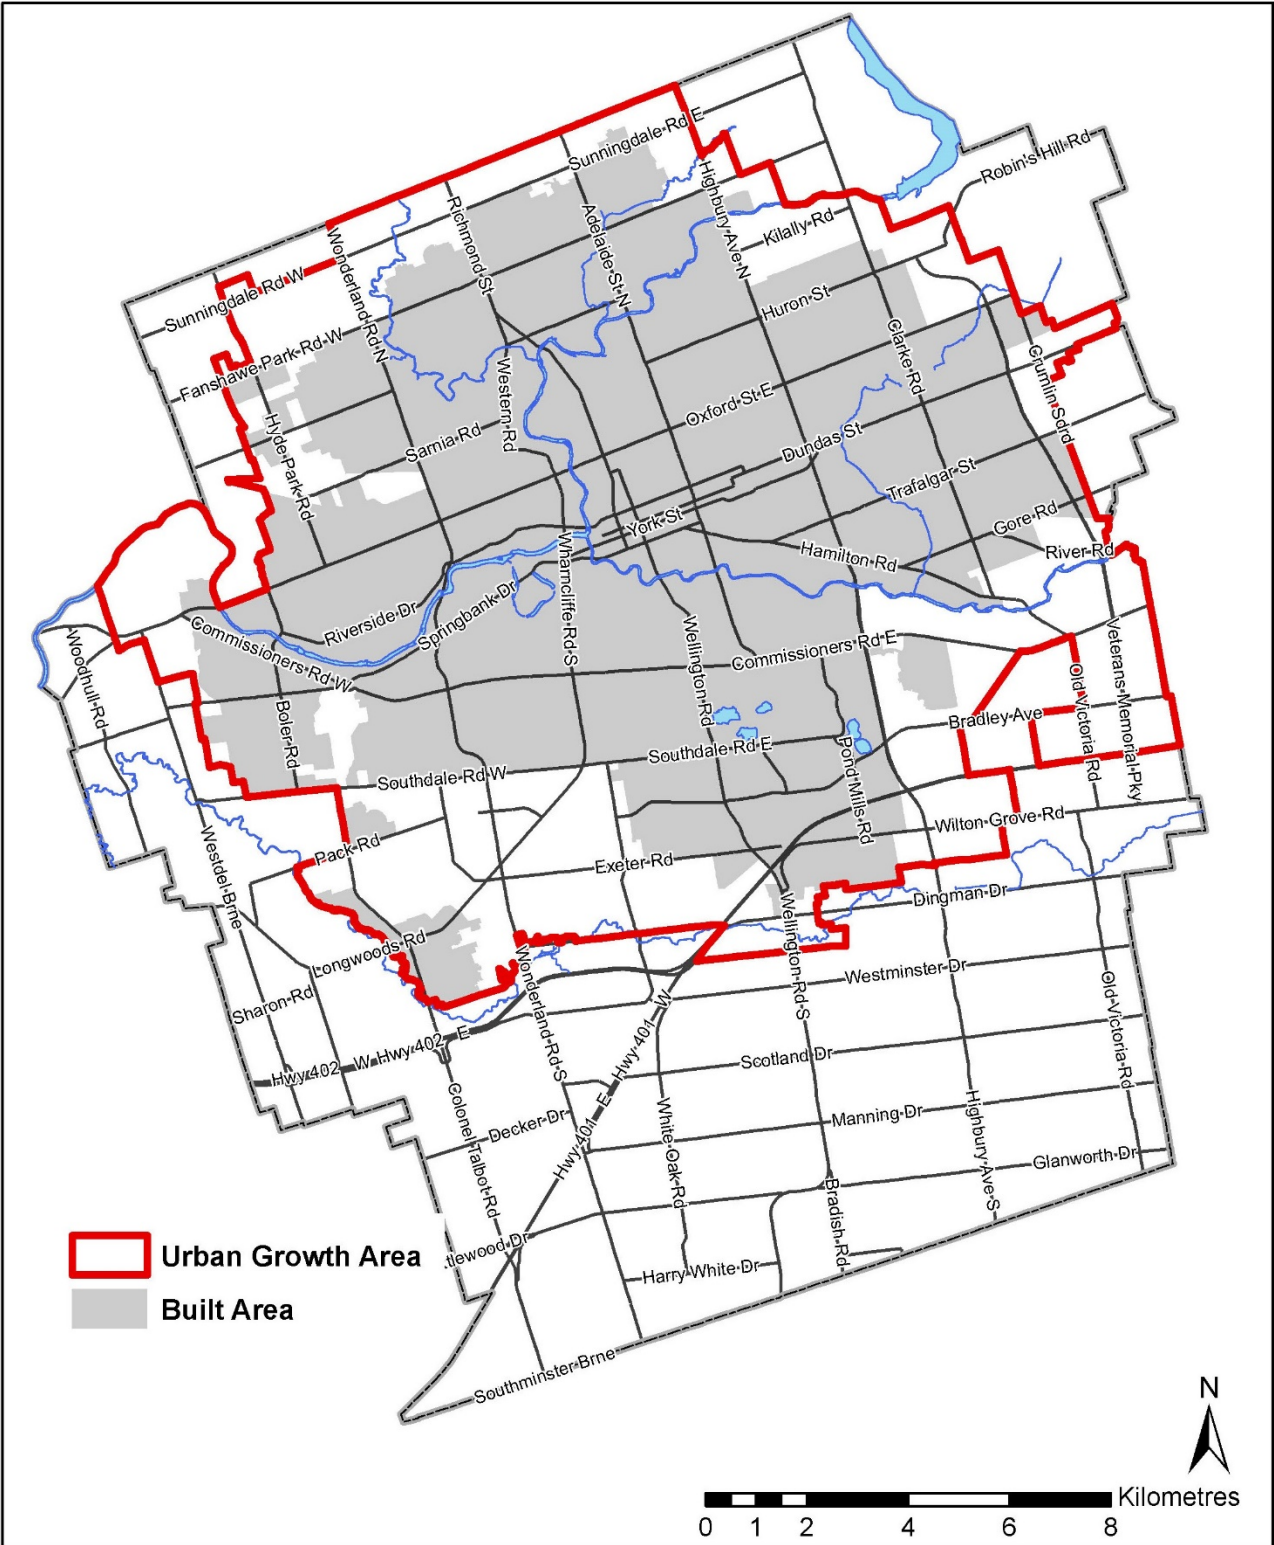 Sunningdale Rd E
Robin's Hill Rd
Highbury Ave N
Richmond St
Adelaide St N
Kilally Rd
Wonderland Rd N
Sunningdale Rd W
Huron St
Fanshawe Park Rd W
Clarke Rd
Crumlin Sdrd
Western Rd
Oxford St E
Hyde Park Rd
Sarnia Rd
Dundas St
Trafalgar St
York St
Gore Rd
Wharncliffe Rd S
Hamilton Rd
River Rd
Riverside Dr
Springbank Dr
Commissioners Rd W
Wellington Rd
Commissioners Rd E
Veterans Memorial Pky
Woodhull Rd
Old Victoria Rd
Boler Rd
Bradley Ave
Southdale Rd E
Pond Mills Rd
Southdale Rd W
Wilton Grove Rd
Westdel Brne
Pack Rd
Exeter Rd
Dingman Dr
Wellington Rd S
Longwoods Rd
Wonderland Rd S
Westminster Dr
Sharon Rd
Old Victoria Rd
Hwy 402 W Hwy 402 E
Hwy 401 E Hwy 401 W
Scotland Dr
Colonel Talbot Rd
Decker Dr
White Oak Rd
Manning Dr
Highbury Ave S
Glanworth Dr
Bradish Rd
tlewood Dr
Harry White Dr
Southminster Brne
Urban Growth Area
Built Area
N
Kilometres
0 1 2 4 6 8